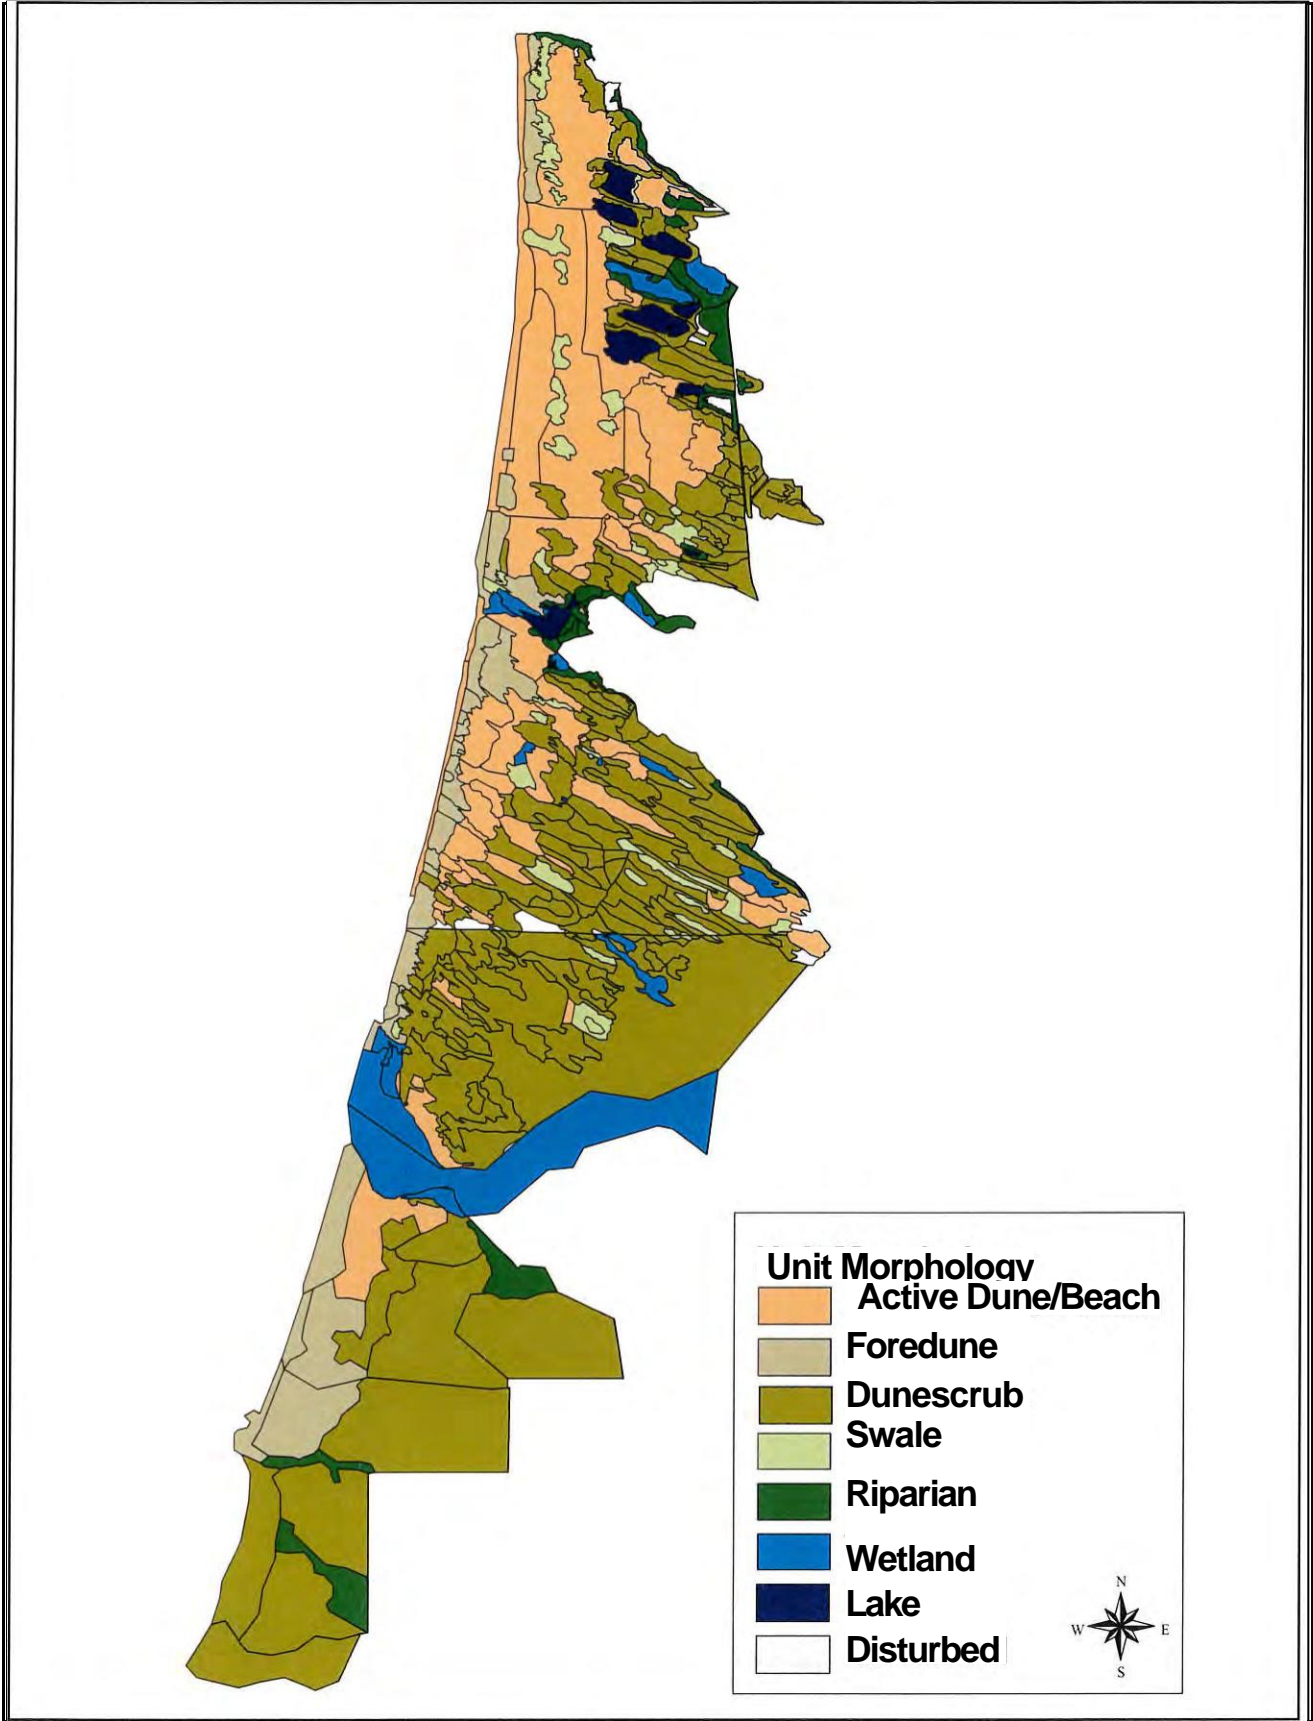 Unit Morphology
Active Dune/Beach
Foredune
Dunescrub
Swale
Riparian
Wetland
Lake
Disturbed
N
W E
S